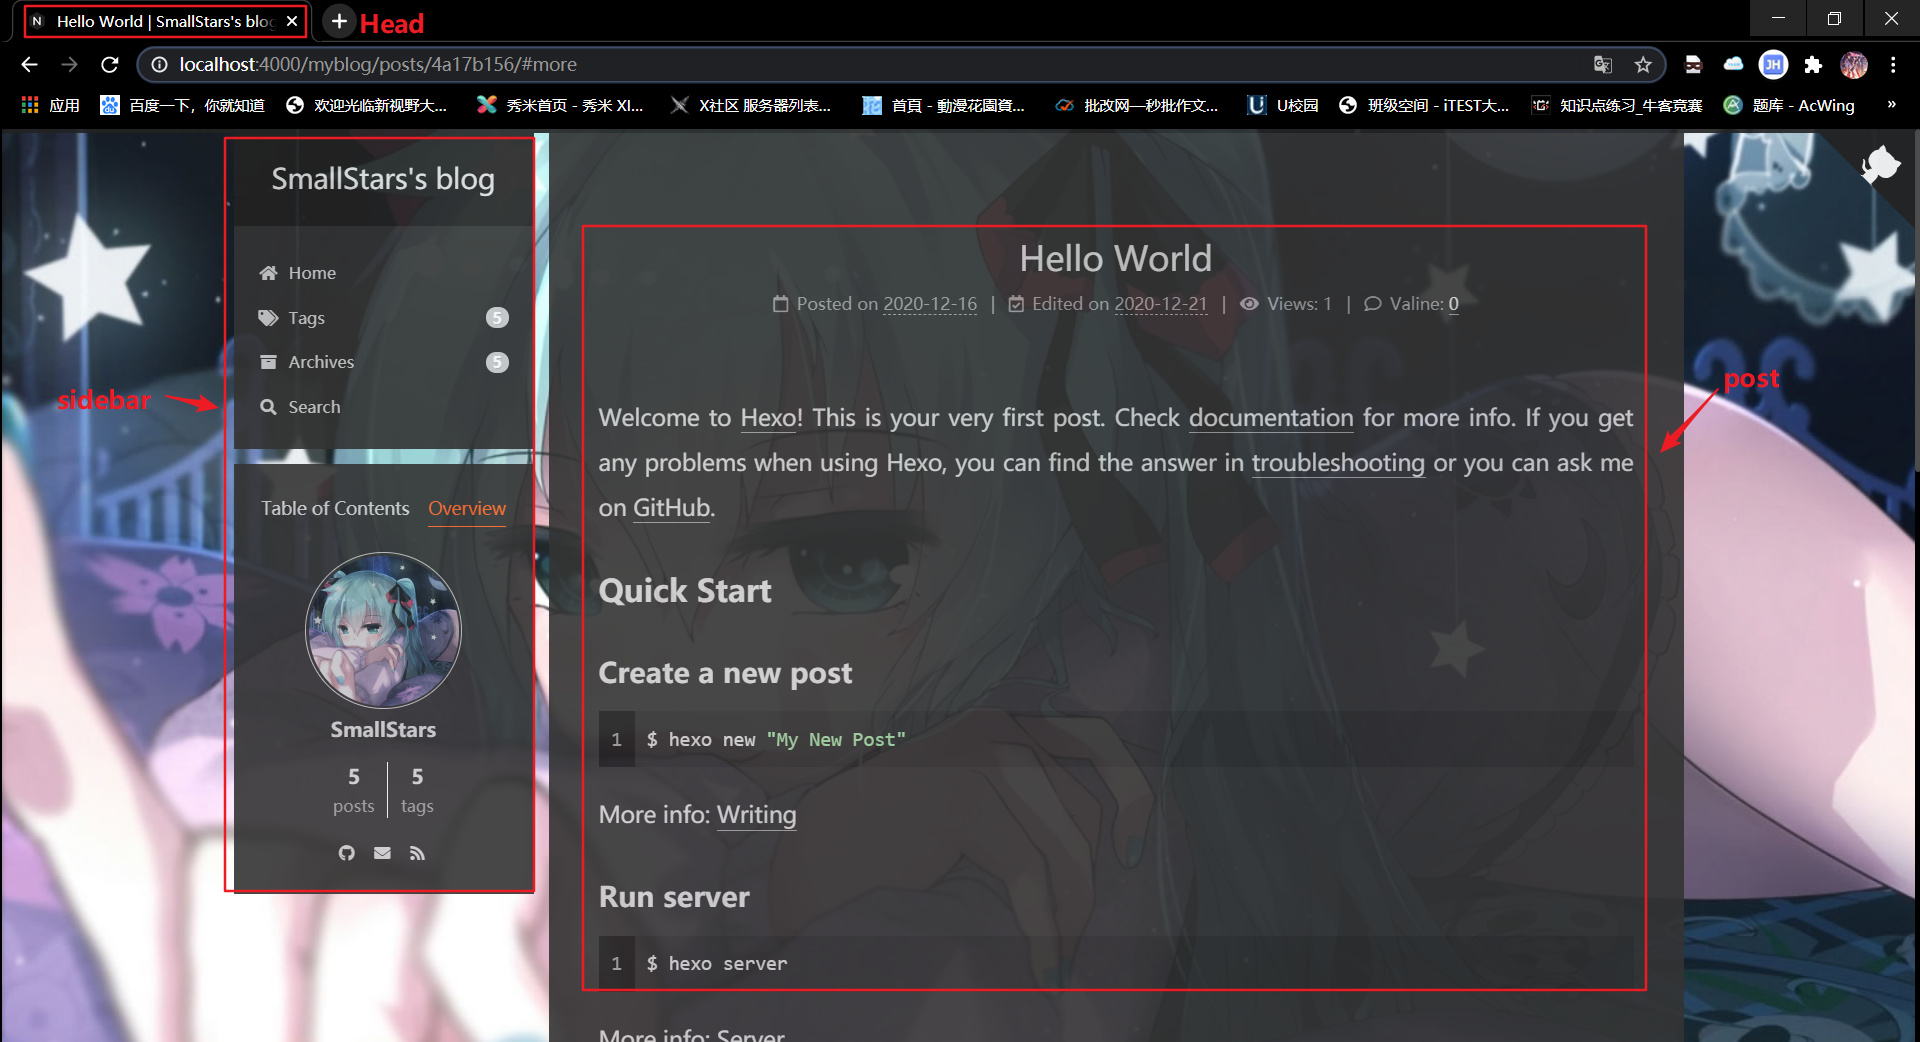 Hello World | SmallStars's blog
Head
localhost:4000/myblog/posts/4a17b156/#more
JH
应用
百度一下，你就知道
欢迎光临新视野大...
秀米首页 - 秀米 XI...
X社区 服务器列表...
首頁 - 動漫花園資...
批改网—秒批作文...
U校园
班级空间 - iTEST大...
知识点练习_牛客竞赛
题库 - AcWing
»
SmallStars's blog
Home
Tags 5
Archives 5
Search
sidebar
Table of Contents Overview
SmallStars
5 5
posts tags
post
Hello World
Posted on 2020-12-16 | Edited on 2020-12-21 | Views: 1 | Valine: 0
Welcome to Hexo! This is your very first post. Check documentation for more info. If you get
any problems when using Hexo, you can find the answer in troubleshooting or you can ask me
on GitHub.
Quick Start
Create a new post
1 $ hexo new "My New Post"
More info: Writing
Run server
1 $ hexo server
More info: Server